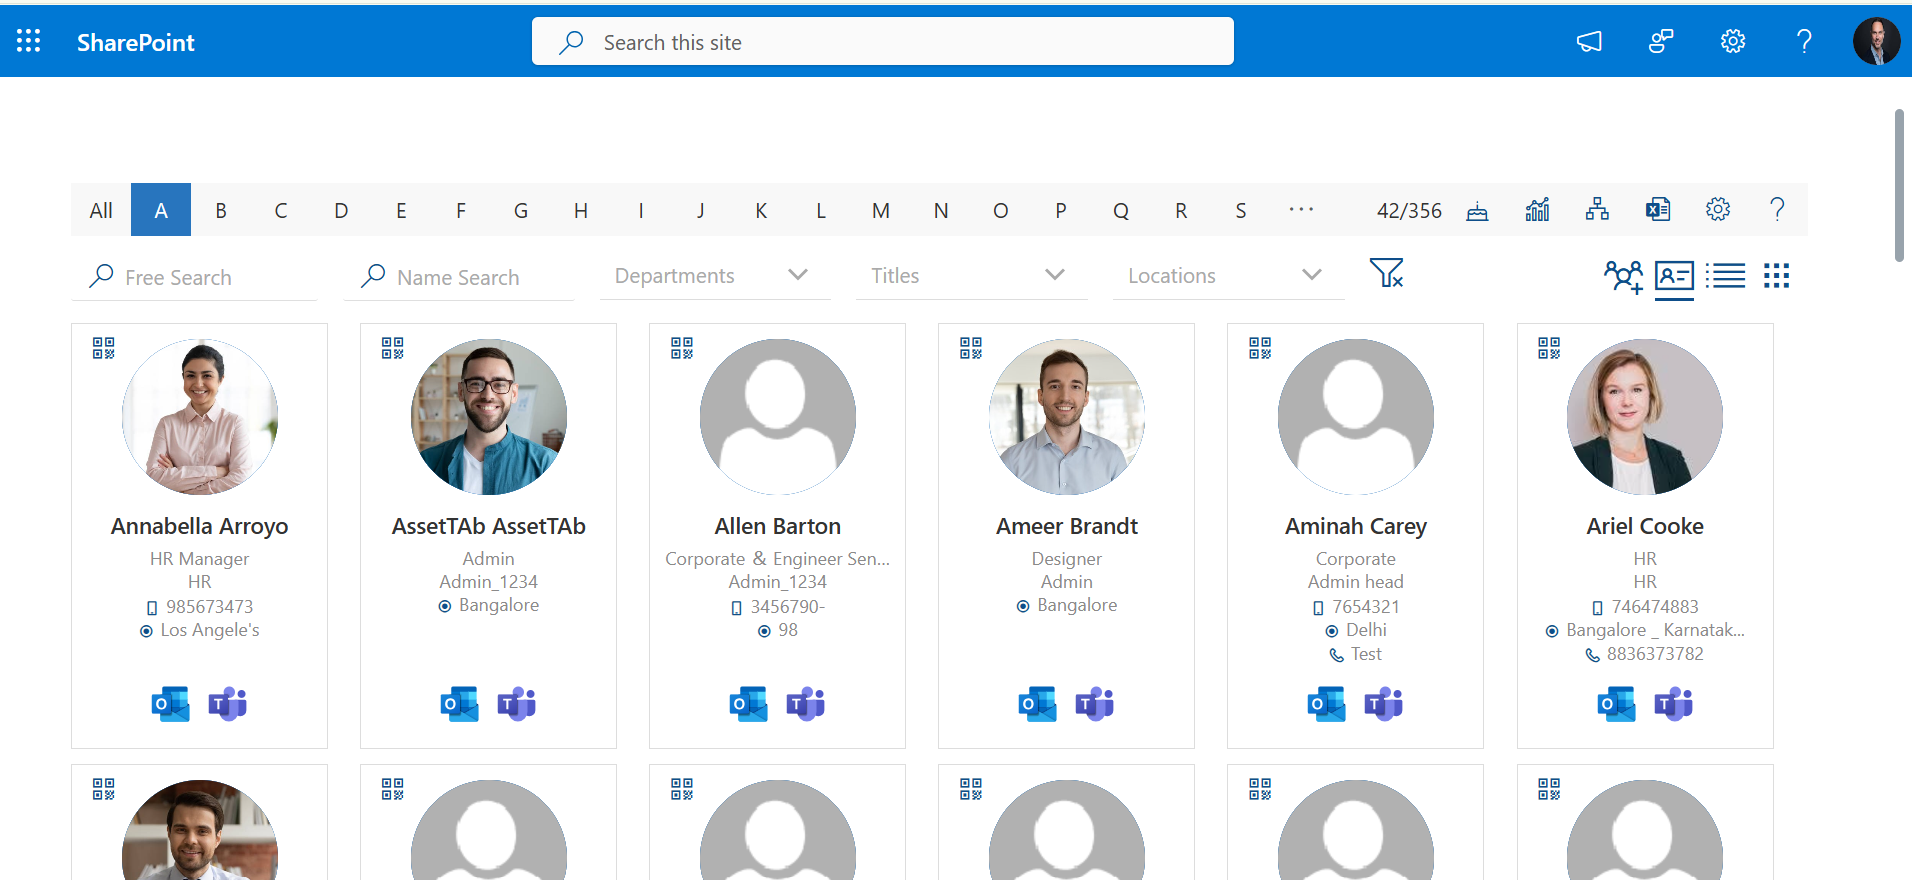 SharePoint
Search this site
All A B C D E F G H I J K L M N O P Q R S ... 42/356
Free Search Name Search Departments Titles Locations
Annabella Arroyo
HR Manager
HR
985673473
Los Angele's
AssetTAb AssetTAb
Admin
Admin_1234
Bangalore
Allen Barton
Corporate & Engineer Sen...
Admin_1234
3456790-
98
Ameer Brandt
Designer
Admin
Bangalore
Aminah Carey
Corporate
Admin head
7654321
Delhi
Test
Ariel Cooke
HR
HR
746474883
Bangalore _ Karnatak...
8836373782